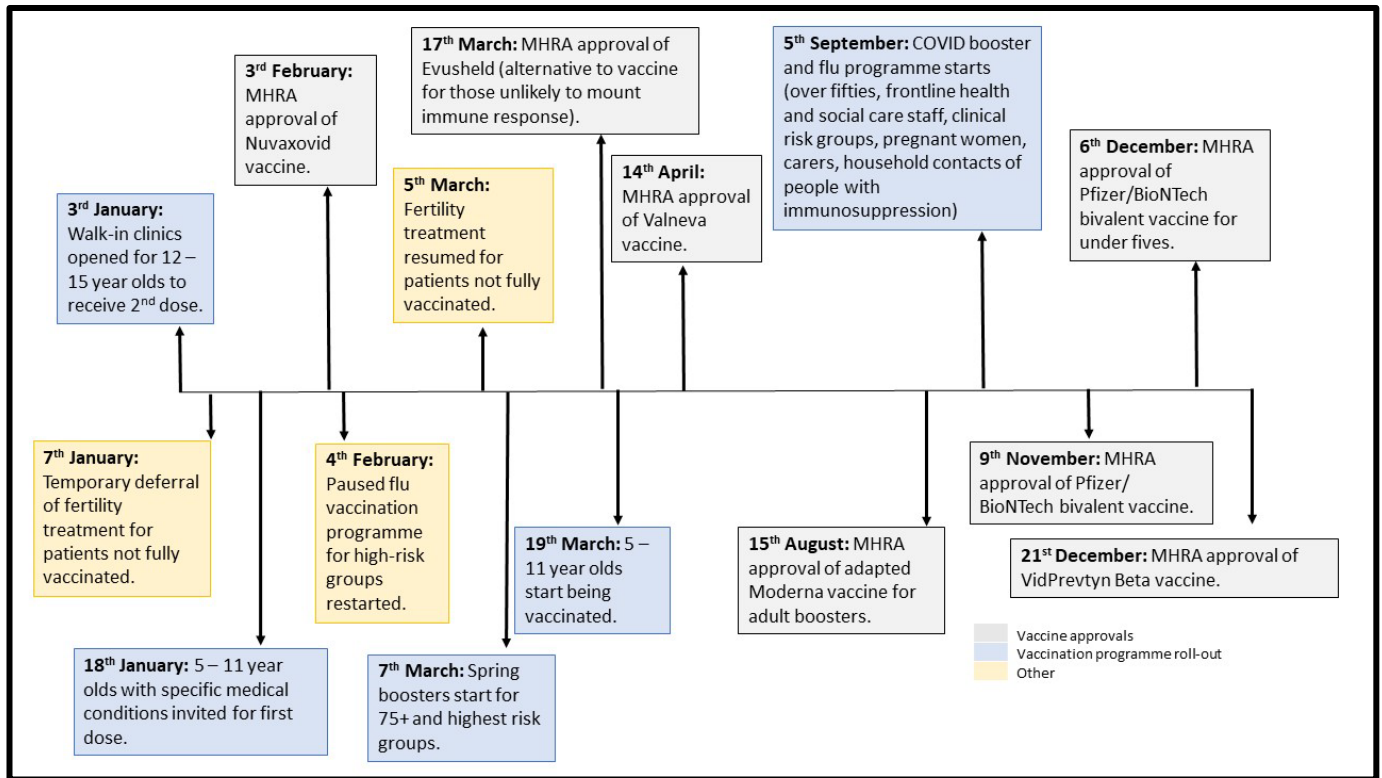 3rd January:
Walk-in clinics
opened for 12 –
15 year olds to
receive 2nd dose.
3rd February:
MHRA
approval of
Nuvaxovid
vaccine.
5th March:
Fertility
treatment
resumed for
patients not fully
vaccinated.
17th March: MHRA approval of
Evusheld (alternative to vaccine
for those unlikely to mount
immune response).
14th April:
MHRA approval
of Valneva
vaccine.
5th September: COVID booster
and flu programme starts
(over fifties, frontline health
and social care staff, clinical
risk groups, pregnant women,
carers, household contacts of
people with
immunosuppression)
6th December: MHRA
approval of
Pfizer/BioNTech
bivalent vaccine for
under fives.
7th January:
Temporary deferral
of fertility
treatment for
patients not fully
vaccinated.
18th January: 5 – 11 year
olds with specific medical
conditions invited for first
dose.
4th February:
Paused flu
vaccination
programme
for high-risk
groups
restarted.
7th March: Spring
boosters start for
75+ and highest risk
groups.
19th March: 5 –
11 year olds
start being
vaccinated.
15th August: MHRA
approval of adapted
Moderna vaccine for
adult boosters.
9th November: MHRA
approval of Pfizer/
BioNTech bivalent vaccine.
21st December: MHRA approval of
VidPrevtyn Beta vaccine.
Vaccine approvals
Vaccination programme roll-out
Other